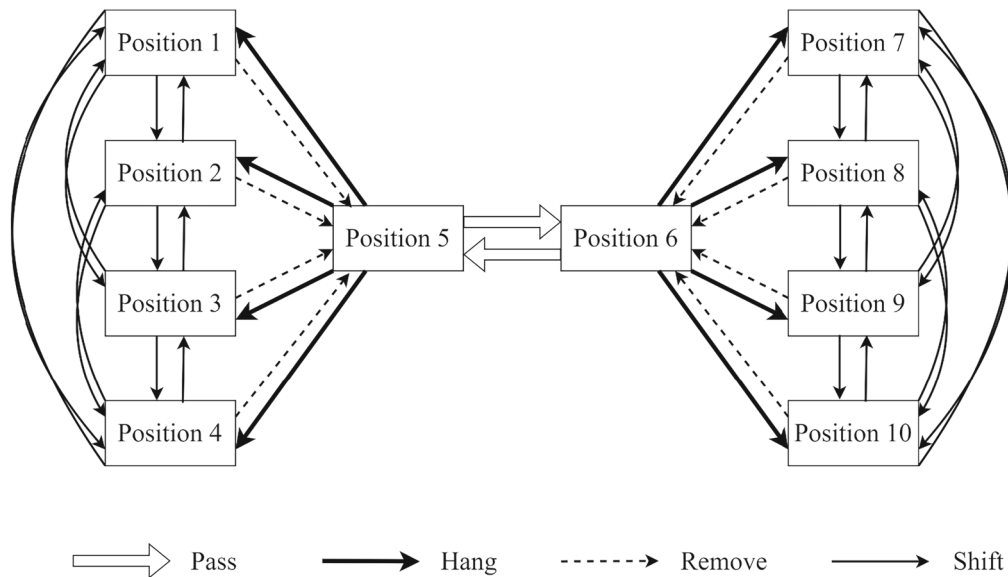 Position 1
Position 7
Position 2
Position 8
Position 5
Position 6
Position 3
Position 9
Position 4
Position 10
Pass
Hang
Remove
Shift